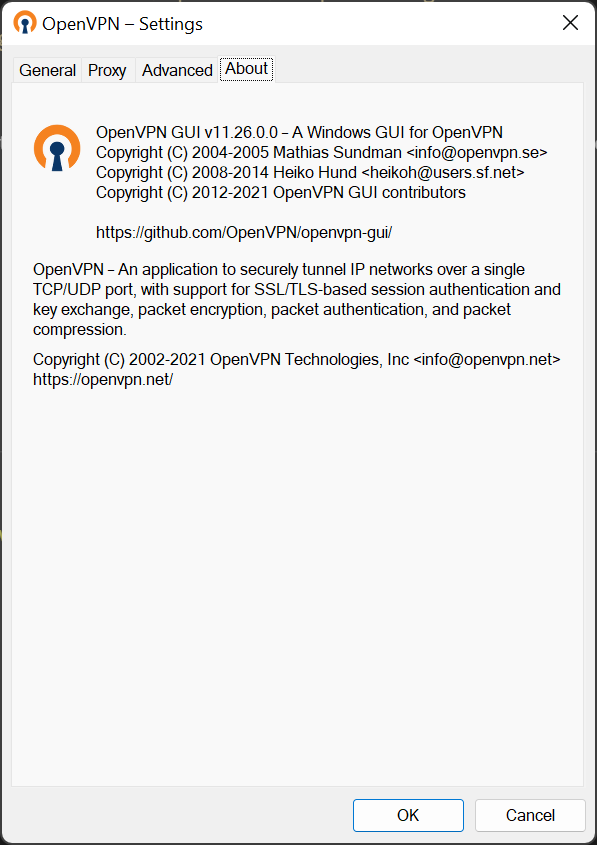 OpenVPN – Settings
General
Proxy
Advanced
About
OpenVPN GUI v11.26.0.0 – A Windows GUI for OpenVPN
Copyright (C) 2004-2005 Mathias Sundman <info@openvpn.se>
Copyright (C) 2008-2014 Heiko Hund <heikoh@users.sf.net>
Copyright (C) 2012-2021 OpenVPN GUI contributors
https://github.com/OpenVPN/openvpn-gui/
OpenVPN – An application to securely tunnel IP networks over a single
TCP/UDP port, with support for SSL/TLS-based session authentication and
key exchange, packet encryption, packet authentication, and packet
compression.
Copyright (C) 2002-2021 OpenVPN Technologies, Inc <info@openvpn.net>
https://openvpn.net/
OK
Cancel